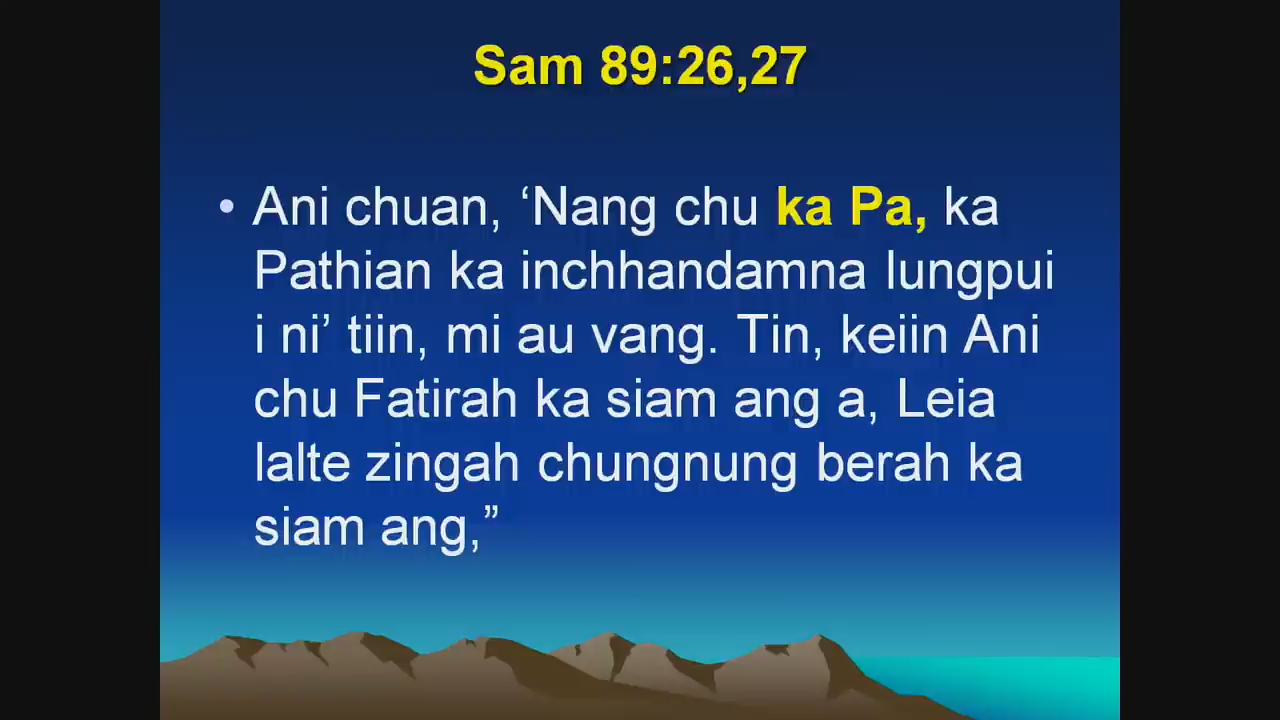 Sam 89:26,27
• Ani chuan, ‘Nang chu ka Pa, ka
Pathian ka inchhandamna lungpui
i ni’ tiin, mi au vang. Tin, keiin Ani
chu Fatirah ka siam ang a, Leia
lalte zingah chungnung berah ka
siam ang,”